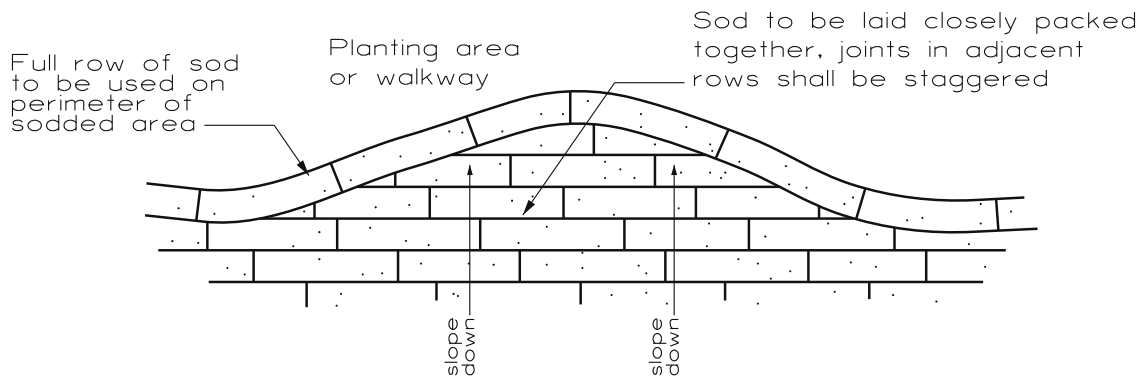 Full row of sod
to be used on
perimeter of
sodded area
Planting area
or walkway
Sod to be laid closely packed
together, joints in adjacent
rows shall be staggered
slope
down
slope
down